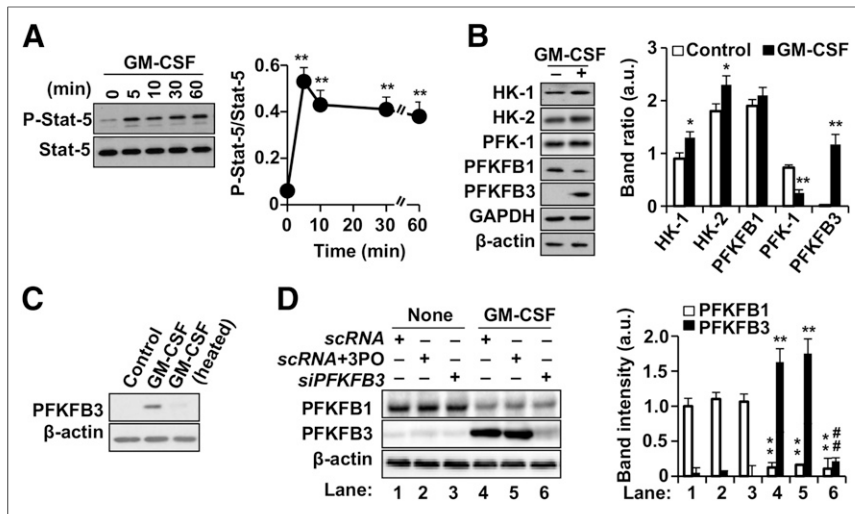 A
GM-CSF
(min) 0 5 10 30 60
P-Stat-5
Stat-5
P-Stat-5/Stat-5
0.6
0.4
0.2
0
** ** ** **
0 10 20 30 60
Time (min)
B
GM-CSF
– +
HK-1
HK-2
PFK-1
PFKFB1
PFKFB3
GAPDH
β-actin
Control GM-CSF
Band ratio (a.u.)
3
2
1
0
* * ** **
HK-1 HK-2 PFKFB1 PFK-1 PFKFB3
C
Control GM-CSF GM-CSF (heated)
PFKFB3
β-actin
D
None GM-CSF
scRNA + – – + – –
scRNA+3PO – + – – + –
siPFKFB3 – – + – – +
PFKFB1
PFKFB3
β-actin
Lane: 1 2 3 4 5 6
PFKFB1
PFKFB3
Band intensity (a.u.)
2.0
1.0
0.0
** ** ** ** ** ##
Lane: 1 2 3 4 5 6